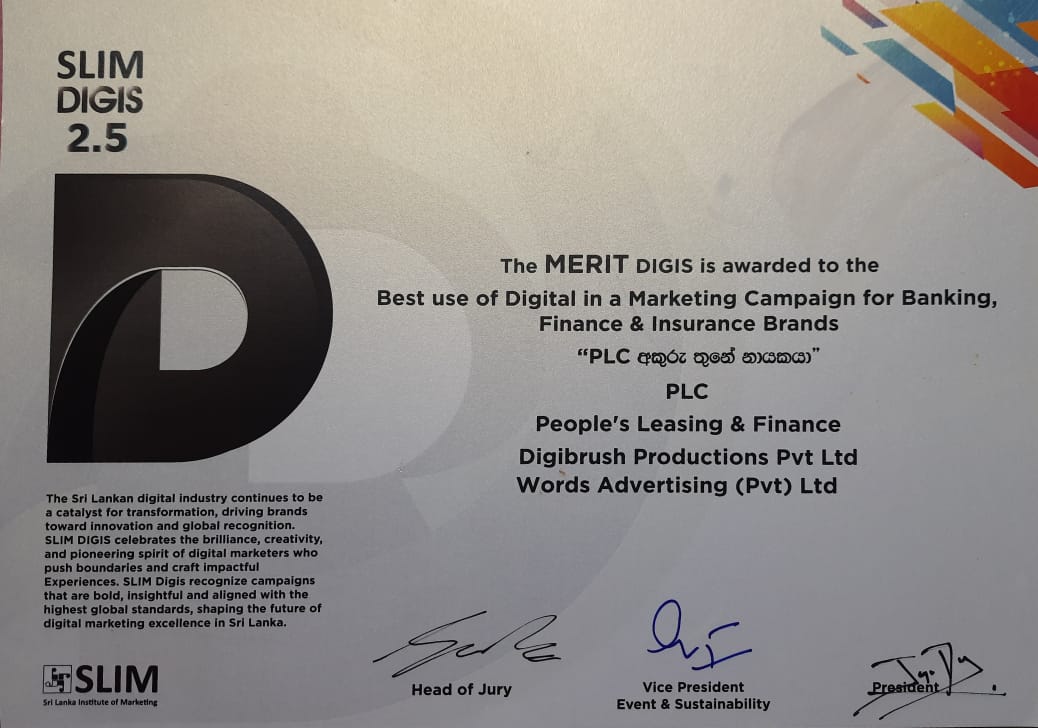 SLIM
DIGIS
2.5
The MERIT DIGIS is awarded to the
Best use of Digital in a Marketing Campaign for Banking,
Finance & Insurance Brands
“PLC අකුරු තුනේ නායකයා”
PLC
People's Leasing & Finance
Digibrush Productions Pvt Ltd
Words Advertising (Pvt) Ltd
The Sri Lankan digital industry continues to be
a catalyst for transformation, driving brands
toward innovation and global recognition.
SLIM DIGIS celebrates the brilliance, creativity,
and pioneering spirit of digital marketers who
push boundaries and craft impactful
Experiences. SLIM Digis recognize campaigns
that are bold, insightful and aligned with the
highest global standards, shaping the future of
digital marketing excellence in Sri Lanka.
SLIM
Sri Lanka Institute of Marketing
Head of Jury
Vice President
Event & Sustainability
President